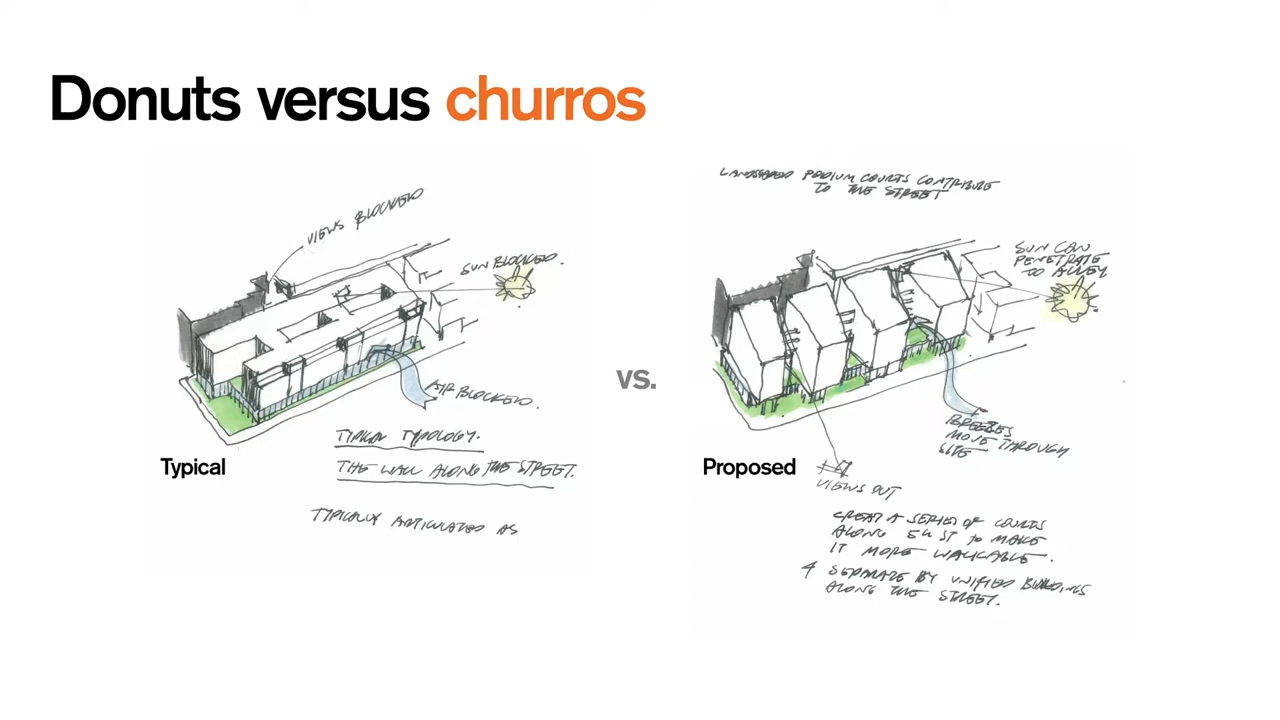 Donuts versus churros
VIEWS BLOCKED
SUN BLOCKED.
AIR BLOCKED.
TYPICAL TYPOLOGY.
THE WALL ALONG THE STREET.
Typical
TYPICALLY ARTICULATED AS
vs.
LANDSCAPED PODIUM COURTS CONTRIBUTE
TO THE STREET
SUN CAN
PENETRATE
TO ALLEY
BREEZES
MOVE THROUGH
SITE
Proposed
VIEWS OUT
CREAT A SERIES OF COURTS
ALONG ST TO MAKE
IT MORE WALKABLE.
SEPARATE BY UNIFIED BUILDINGS
ALONG THE STREET.